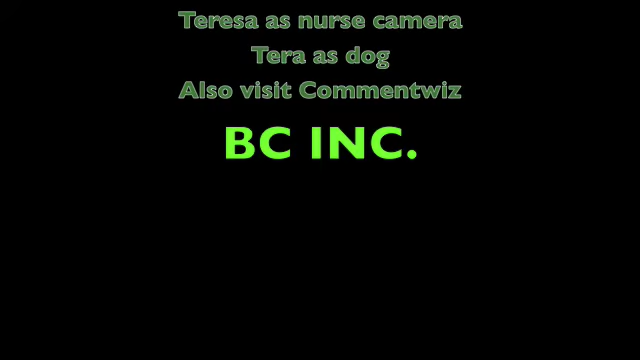 Teresa as nurse camera
Tera as dog
Also visit Commentwiz
BC INC.